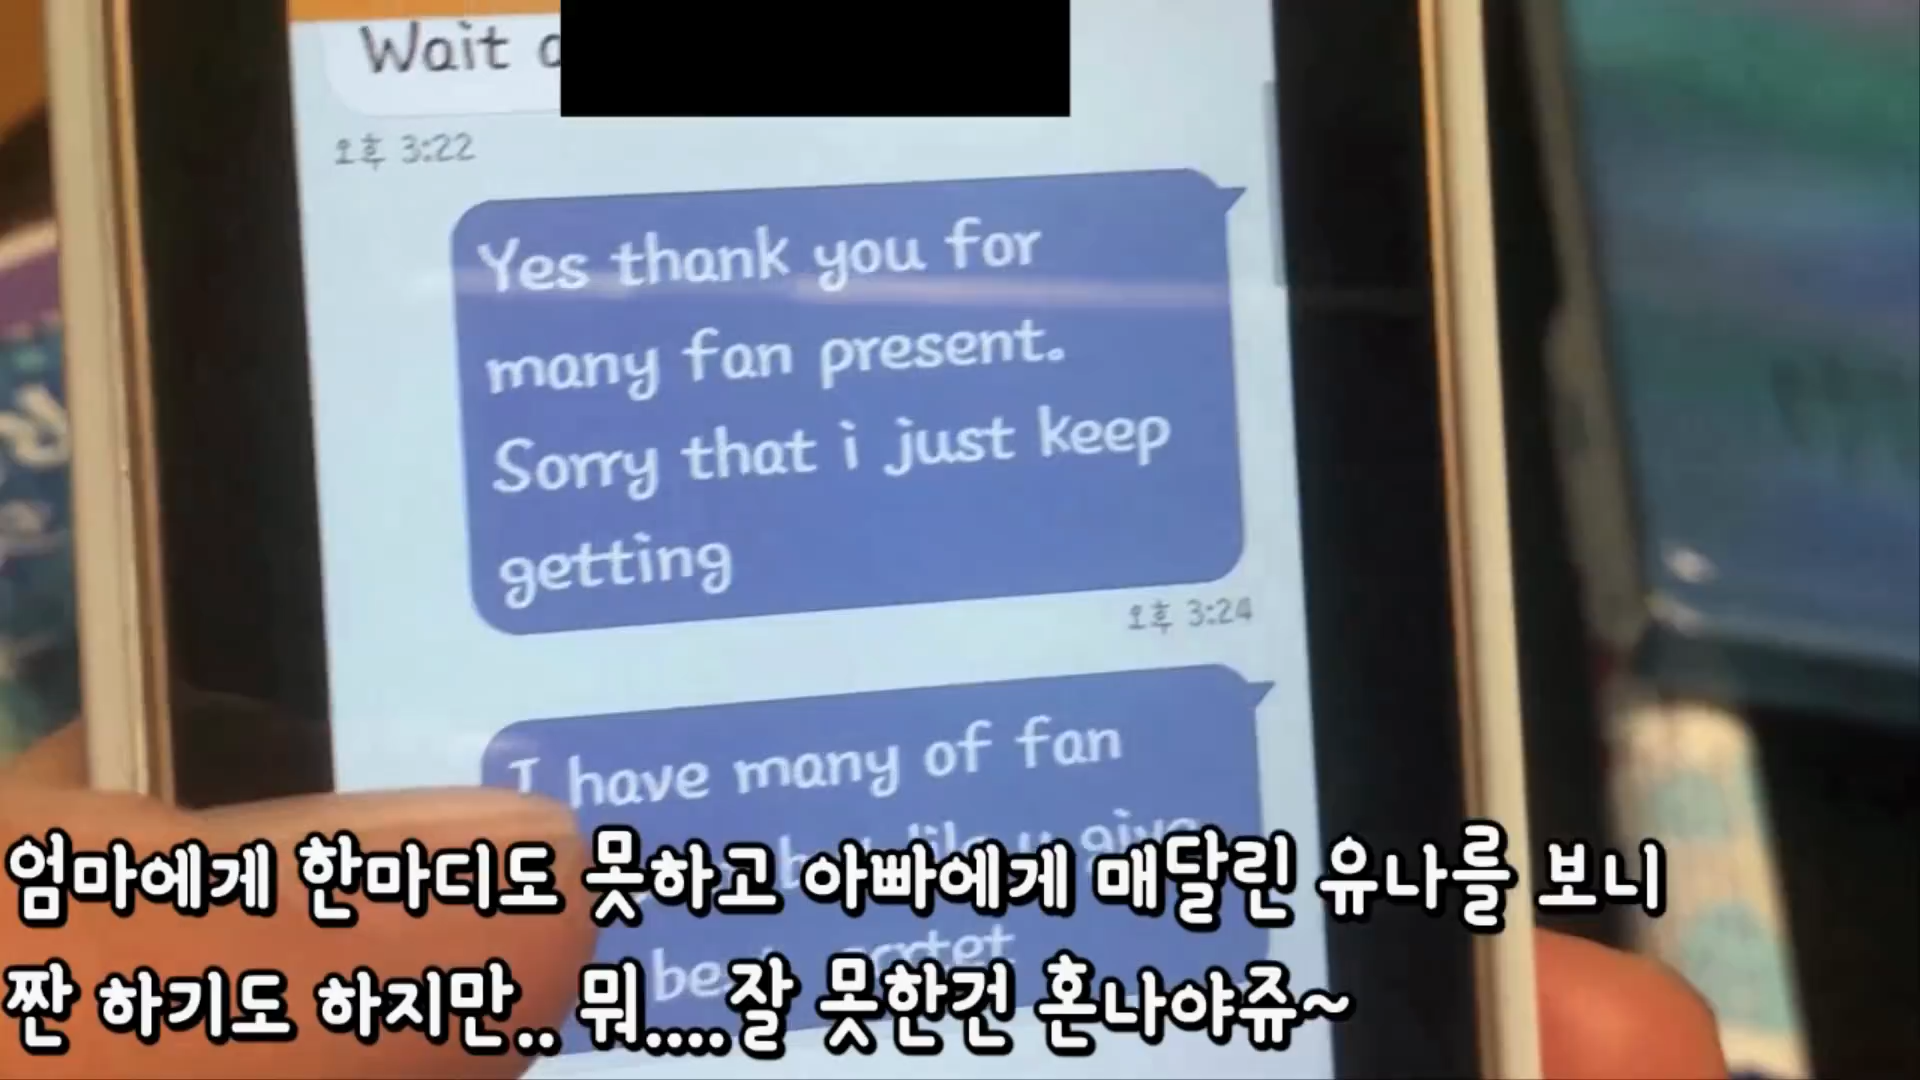 Wait
오후 3:22
Yes thank you for
many fan present.
Sorry that i just keep
getting
오후 3:24
I have many of fan
give
엄마에게 한마디도 못하고 아빠에게 매달린 유나를 보니
짠 하기도 하지만.. 뭐....잘 못한건 혼나야쥬~